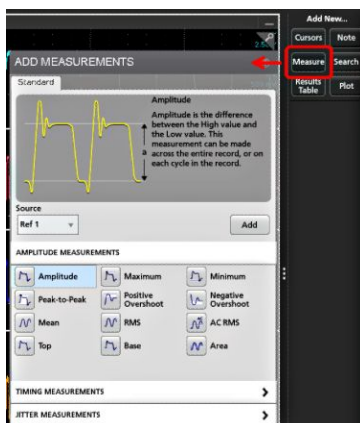 Add New...
Cursors Note
Measure Search
Results Table Plot
ADD MEASUREMENTS
Standard
Amplitude
Amplitude is the difference
between the High value and
the Low value. This
measurement can be made
across the entire record, or on
each cycle in the record.
a
Source
Ref 1
Add
AMPLITUDE MEASUREMENTS
Amplitude Maximum Minimum
Peak-to-Peak Positive Overshoot Negative Overshoot
Mean RMS AC RMS
Top Base Area
TIMING MEASUREMENTS
JITTER MEASUREMENTS